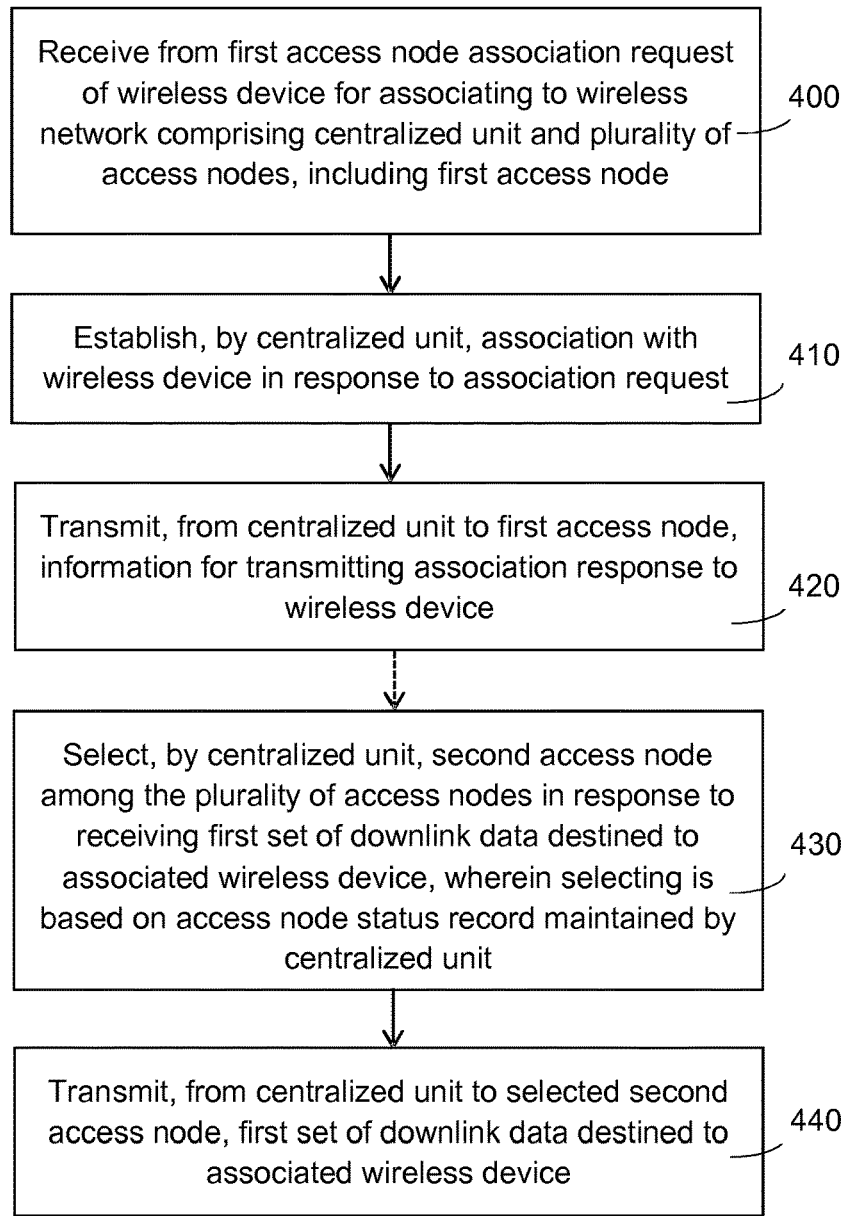 Receive from first access node association request
of wireless device for associating to wireless
network comprising centralized unit and plurality of
access nodes, including first access node
400
Establish, by centralized unit, association with
wireless device in response to association request
410
Transmit, from centralized unit to first access node,
information for transmitting association response to
wireless device
420
Select, by centralized unit, second access node
among the plurality of access nodes in response to
receiving first set of downlink data destined to
associated wireless device, wherein selecting is
based on access node status record maintained by
centralized unit
430
Transmit, from centralized unit to selected second
access node, first set of downlink data destined to
associated wireless device
440